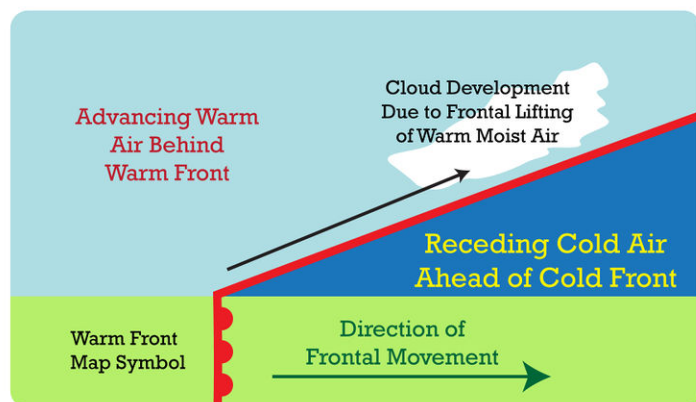 Advancing Warm
Air Behind
Warm Front
Cloud Development
Due to Frontal Lifting
of Warm Moist Air
Receding Cold Air
Ahead of Cold Front
Warm Front
Map Symbol
Direction of
Frontal Movement